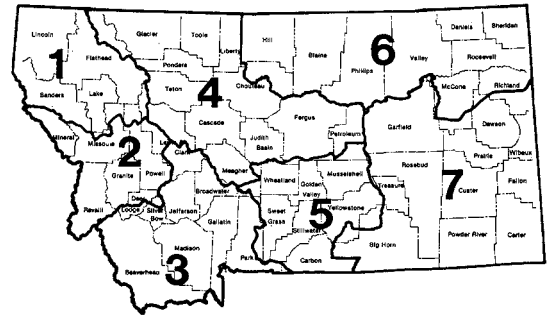 Lincoln
Flathead
Glacier
Toole
Liberty
Hill
Blaine
Phillips
Valley
Daniels
Sheridan
Roosevelt
Richland
McCone
Pondera
Teton
Chouteau
Sanders
Lake
Cascade
Judith
Basin
Fergus
Petroleum
Garfield
Dawson
Prairie
Wibaux
Mineral
Missoula
Granite
Powell
Ravalli
Deer
Lodge
Silver
Bow
Lewis
Clark
Jefferson
Broadwater
Meagher
Gallatin
Madison
Beaverhead
Park
Wheatland
Golden
Valley
Musselshell
Sweet
Grass
Stillwater
Yellowstone
Carbon
Treasure
Rosebud
Big Horn
Custer
Fallon
Powder River
Carter
1
2
3
4
5
6
7